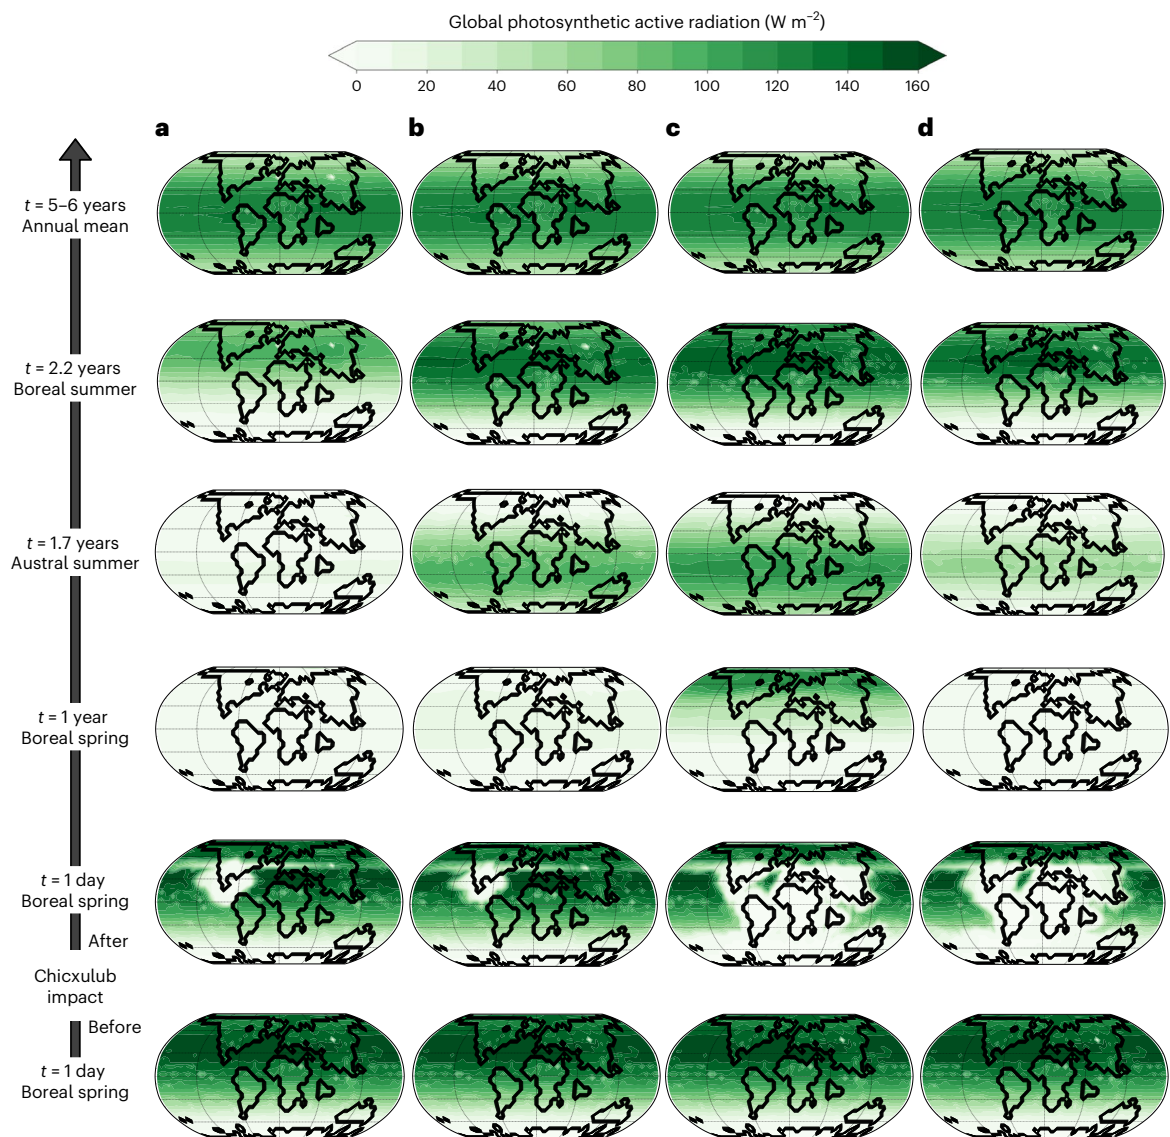 Global photosynthetic active radiation (W m⁻²)
0 20 40 60 80 100 120 140 160
a b c d
t = 5–6 years
Annual mean
t = 2.2 years
Boreal summer
t = 1.7 years
Austral summer
t = 1 year
Boreal spring
t = 1 day
Boreal spring
After
Chicxulub
impact
Before
t = 1 day
Boreal spring